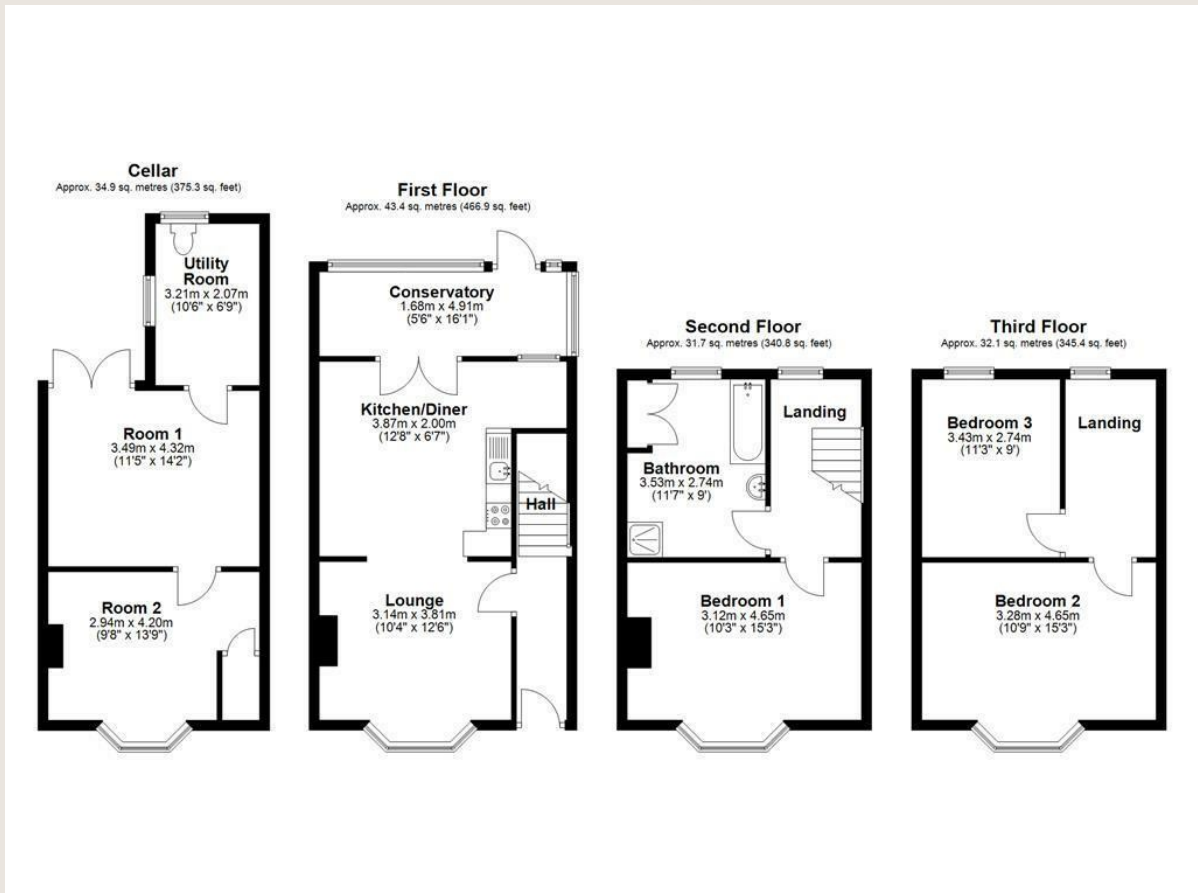 Cellar
Approx. 34.9 sq. metres (375.3 sq. feet)
Utility
Room
3.21m x 2.07m
(10'6" x 6'9")
Room 1
3.49m x 4.32m
(11'5" x 14'2")
Room 2
2.94m x 4.20m
(9'8" x 13'9")
First Floor
Approx. 43.4 sq. metres (466.9 sq. feet)
Conservatory
1.68m x 4.91m
(5'6" x 16'1")
Kitchen/Diner
3.87m x 2.00m
(12'8" x 6'7")
Hall
Lounge
3.14m x 3.81m
(10'4" x 12'6")
Second Floor
Approx. 31.7 sq. metres (340.8 sq. feet)
Landing
Bathroom
3.53m x 2.74m
(11'7" x 9')
Bedroom 1
3.12m x 4.65m
(10'3" x 15'3")
Third Floor
Approx. 32.1 sq. metres (345.4 sq. feet)
Bedroom 3
3.43m x 2.74m
(11'3" x 9')
Landing
Bedroom 2
3.28m x 4.65m
(10'9" x 15'3")